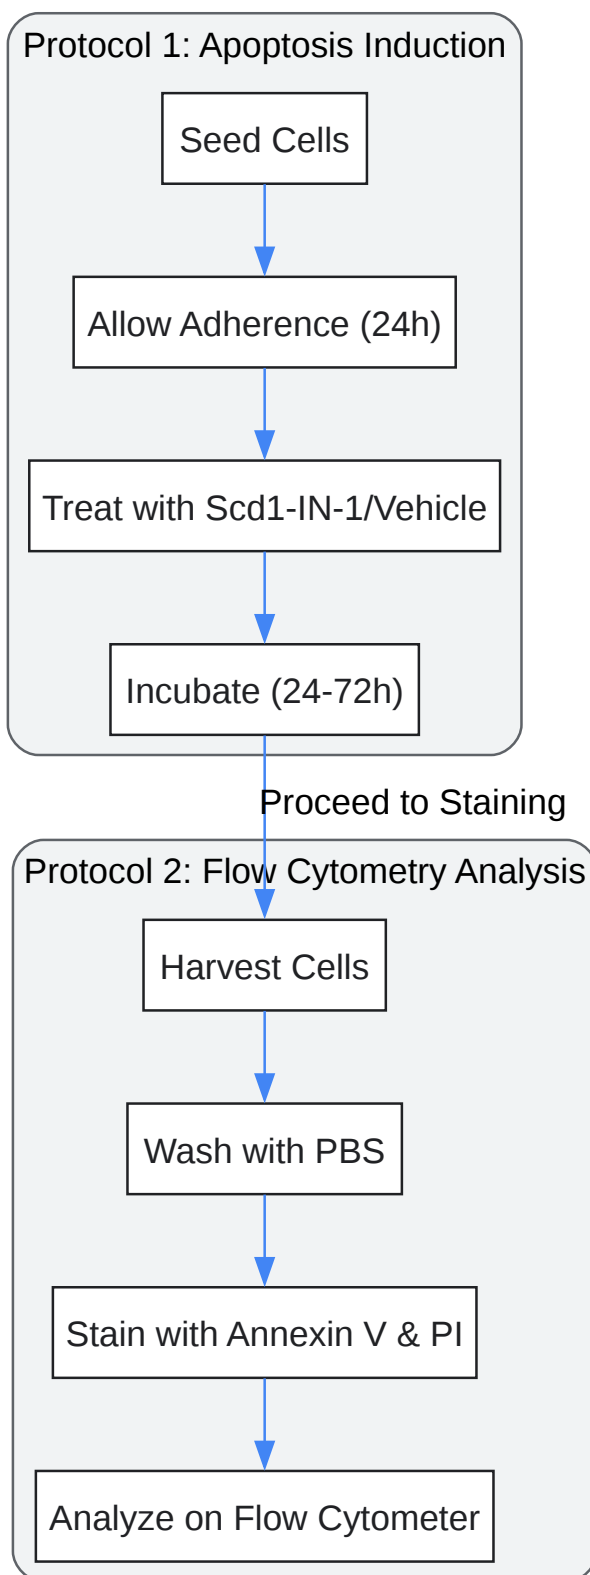 Protocol 1: Apoptosis Induction
Seed Cells
Allow Adherence (24h)
Treat with Scd1-IN-1/Vehicle
Incubate (24-72h)
Proceed to Staining
Protocol 2: Flow Cytometry Analysis
Harvest Cells
Wash with PBS
Stain with Annexin V & PI
Analyze on Flow Cytometer